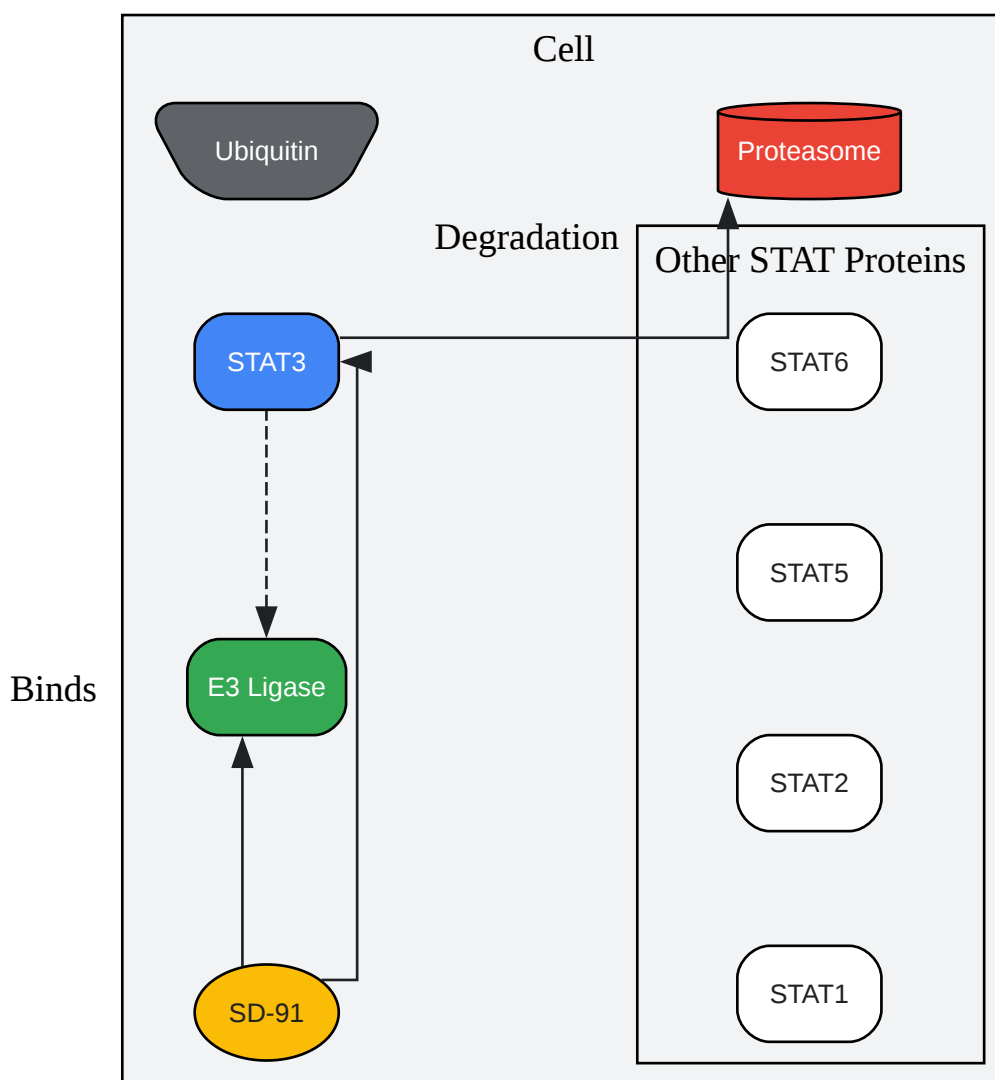 Cell
Ubiquitin
Proteasome
Degradation
Other STAT Proteins
STAT3
STAT6
STAT5
Binds
E3 Ligase
STAT2
SD-91
STAT1